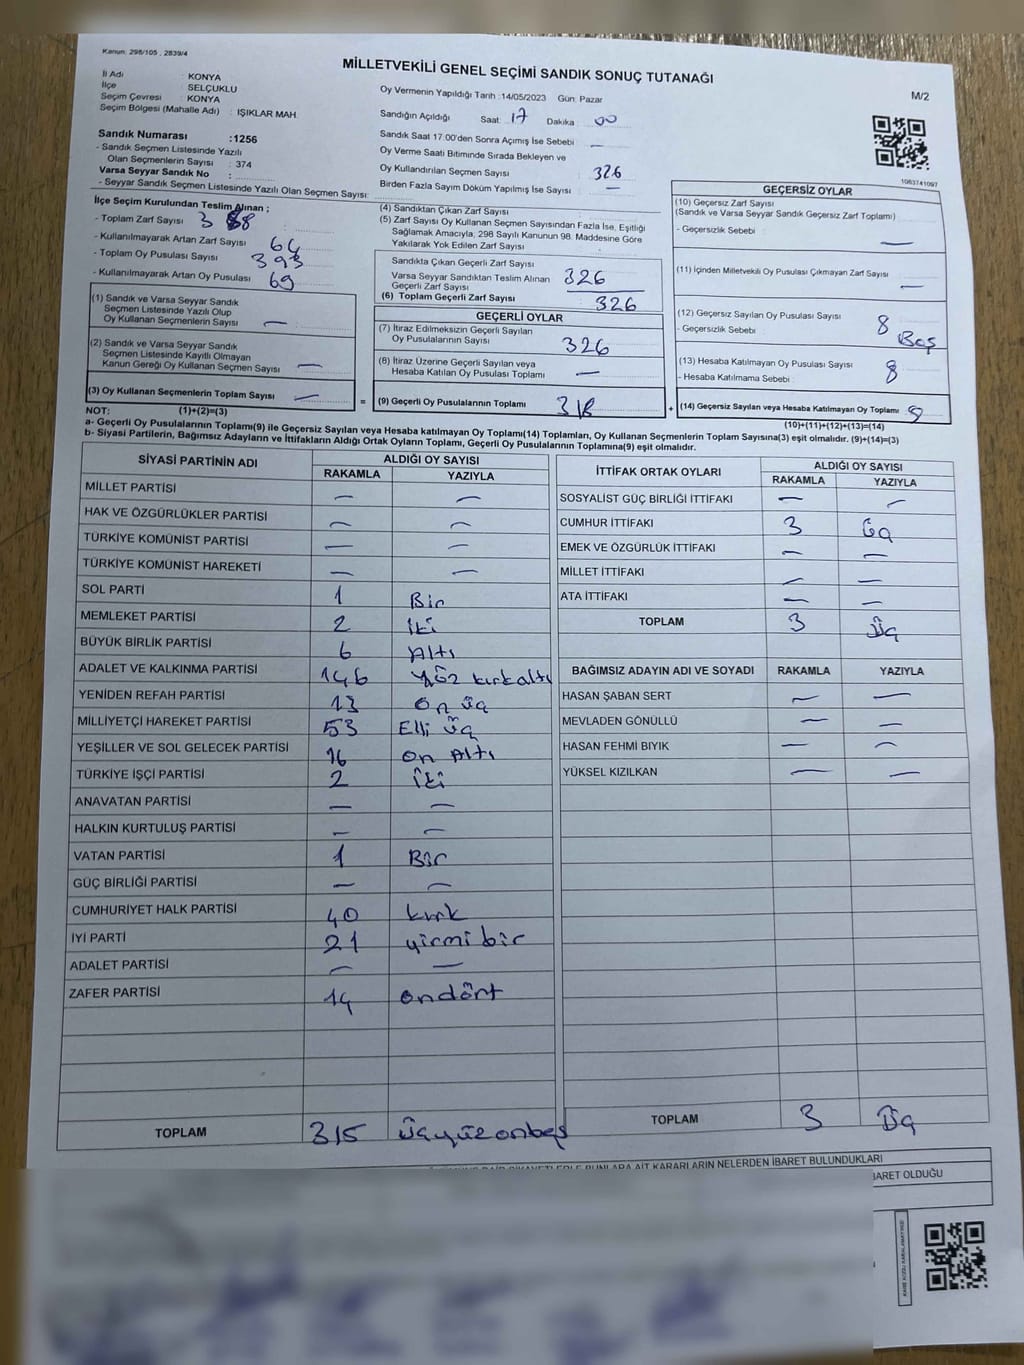 Kanun: 298/105 , 2839/4
MİLLETVEKİLİ GENEL SEÇİMİ SANDIK SONUÇ TUTANAĞI
M/2
İl Adı : KONYA
İlçe : SELÇUKLU
Seçim Çevresi : KONYA
Seçim Bölgesi (Mahalle Adı) : IŞIKLAR MAH.
Sandık Numarası :1256
- Sandık Seçmen Listesinde Yazılı
Olan Seçmenlerin Sayısı : 374
Varsa Seyyar Sandık No :
- Seyyar Sandık Seçmen Listesinde Yazılı Olan Seçmen Sayısı:
Oy Vermenin Yapıldığı Tarih :14/05/2023 Gün: Pazar
Sandığın Açıldığı Saat: 17 Dakika : 00
Sandık Saat 17:00'den Sonra Açımış İse Sebebi : —
Oy Verme Saati Bitiminde Sırada Bekleyen ve
Oy Kullandırılan Seçmen Sayısı : 326
Birden Fazla Sayım Döküm Yapılmış İse Sayısı : —
1063741097
İlçe Seçim Kurulundan Teslim Alınan ;
- Toplam Zarf Sayısı
- Kullanılmayarak Artan Zarf Sayısı : 64
- Toplam Oy Pusulası Sayısı : 393
- Kullanılmayarak Artan Oy Pusulası : 69
(1) Sandık ve Varsa Seyyar Sandık
Seçmen Listesinde Yazılı Olup
Oy Kullanan Seçmenlerin Sayısı : —
(2) Sandık ve Varsa Seyyar Sandık
Seçmen Listesinde Kayıtlı Olmayan
Kanun Gereği Oy Kullanan Seçmen Sayısı : —
(3) Oy Kullanan Seçmenlerin Toplam Sayısı : —
(4) Sandıktan Çıkan Zarf Sayısı :
(5) Zarf Sayısı Oy Kullanan Seçmen Sayısından Fazla İse, Eşitliği
Sağlamak Amacıyla; 298 Sayılı Kanunun 98. Maddesine Göre
Yakılarak Yok Edilen Zarf Sayısı :
Sandıkta Çıkan Geçerli Zarf Sayısı :
Varsa Seyyar Sandıktan Teslim Alınan
Geçerli Zarf Sayısı : 326
(6) Toplam Geçerli Zarf Sayısı : 326
GEÇERLİ OYLAR
(7) İtiraz Edilmeksizin Geçerli Sayılan
Oy Pusulalarının Sayısı : 326
(8) İtiraz Üzerine Geçerli Sayılan veya
Hesaba Katılan Oy Pusulası Toplamı : —
= (9) Geçerli Oy Pusulalarının Toplamı : 318
GEÇERSİZ OYLAR
(10) Geçersiz Zarf Sayısı :
(Sandık ve Varsa Seyyar Sandık Geçersiz Zarf Toplamı)
- Geçersizlik Sebebi : —
(11) İçinden Milletvekili Oy Pusulası Çıkmayan Zarf Sayısı : —
(12) Geçersiz Sayılan Oy Pusulası Sayısı : 8
- Geçersizlik Sebebi : Boş
(13) Hesaba Katılmayan Oy Pusulası Sayısı : 8
- Hesaba Katılmama Sebebi :
+ (14) Geçersiz Sayılan veya Hesaba Katılmayan Oy Toplamı : 8
NOT: (1)+(2)=(3)
(10)+(11)+(12)+(13)=(14)
a- Geçerli Oy Pusulalarının Toplamı(9) ile Geçersiz Sayılan veya Hesaba katılmayan Oy Toplamı(14) Toplamları, Oy Kullanan Seçmenlerin Toplam Sayısına(3) eşit olmalıdır. (9)+(14)=(3)
b- Siyasi Partilerin, Bağımsız Adayların ve İttifakların Aldığı Ortak Oyların Toplamı, Geçerli Oy Pusulalarının Toplamına(9) eşit olmalıdır.
SİYASİ PARTİNİN ADI ALDIĞI OY SAYISI
RAKAMLA YAZIYLA
MİLLET PARTİSİ — —
HAK VE ÖZGÜRLÜKLER PARTİSİ — —
TÜRKİYE KOMÜNİST PARTİSİ — —
TÜRKİYE KOMÜNİST HAREKETİ — —
SOL PARTİ 1 Bir
MEMLEKET PARTİSİ 2 İki
BÜYÜK BİRLİK PARTİSİ 6 Altı
ADALET VE KALKINMA PARTİSİ 146 Yüz kırkaltı
YENİDEN REFAH PARTİSİ 13 On üç
MİLLİYETÇİ HAREKET PARTİSİ 53 Elli üç
YEŞİLLER VE SOL GELECEK PARTİSİ 16 On Altı
TÜRKİYE İŞÇİ PARTİSİ 2 İki
ANAVATAN PARTİSİ — —
HALKIN KURTULUŞ PARTİSİ — —
VATAN PARTİSİ 1 Bir
GÜÇ BİRLİĞİ PARTİSİ — —
CUMHURİYET HALK PARTİSİ 40 kırk
İYİ PARTİ 21 yirmi bir
ADALET PARTİSİ — —
ZAFER PARTİSİ 14 ondört
TOPLAM 315 üçyüzonbeş
İTTİFAK ORTAK OYLARI ALDIĞI OY SAYISI
RAKAMLA YAZIYLA
SOSYALİST GÜÇ BİRLİĞİ İTTİFAKI — —
CUMHUR İTTİFAKI 3 üç
EMEK VE ÖZGÜRLÜK İTTİFAKI — —
MİLLET İTTİFAKI — —
ATA İTTİFAKI — —
TOPLAM 3 Üç
BAĞIMSIZ ADAYIN ADI VE SOYADI RAKAMLA YAZIYLA
HASAN ŞABAN SERT — —
MEVLADEN GÖNÜLLÜ — —
HASAN FEHMİ BIYIK — —
YÜKSEL KIZILKAN — —
TOPLAM 3 Üç
KARARLARIN NELERDEN İBARET BULUNDUKLARI
İBARET OLDUĞU